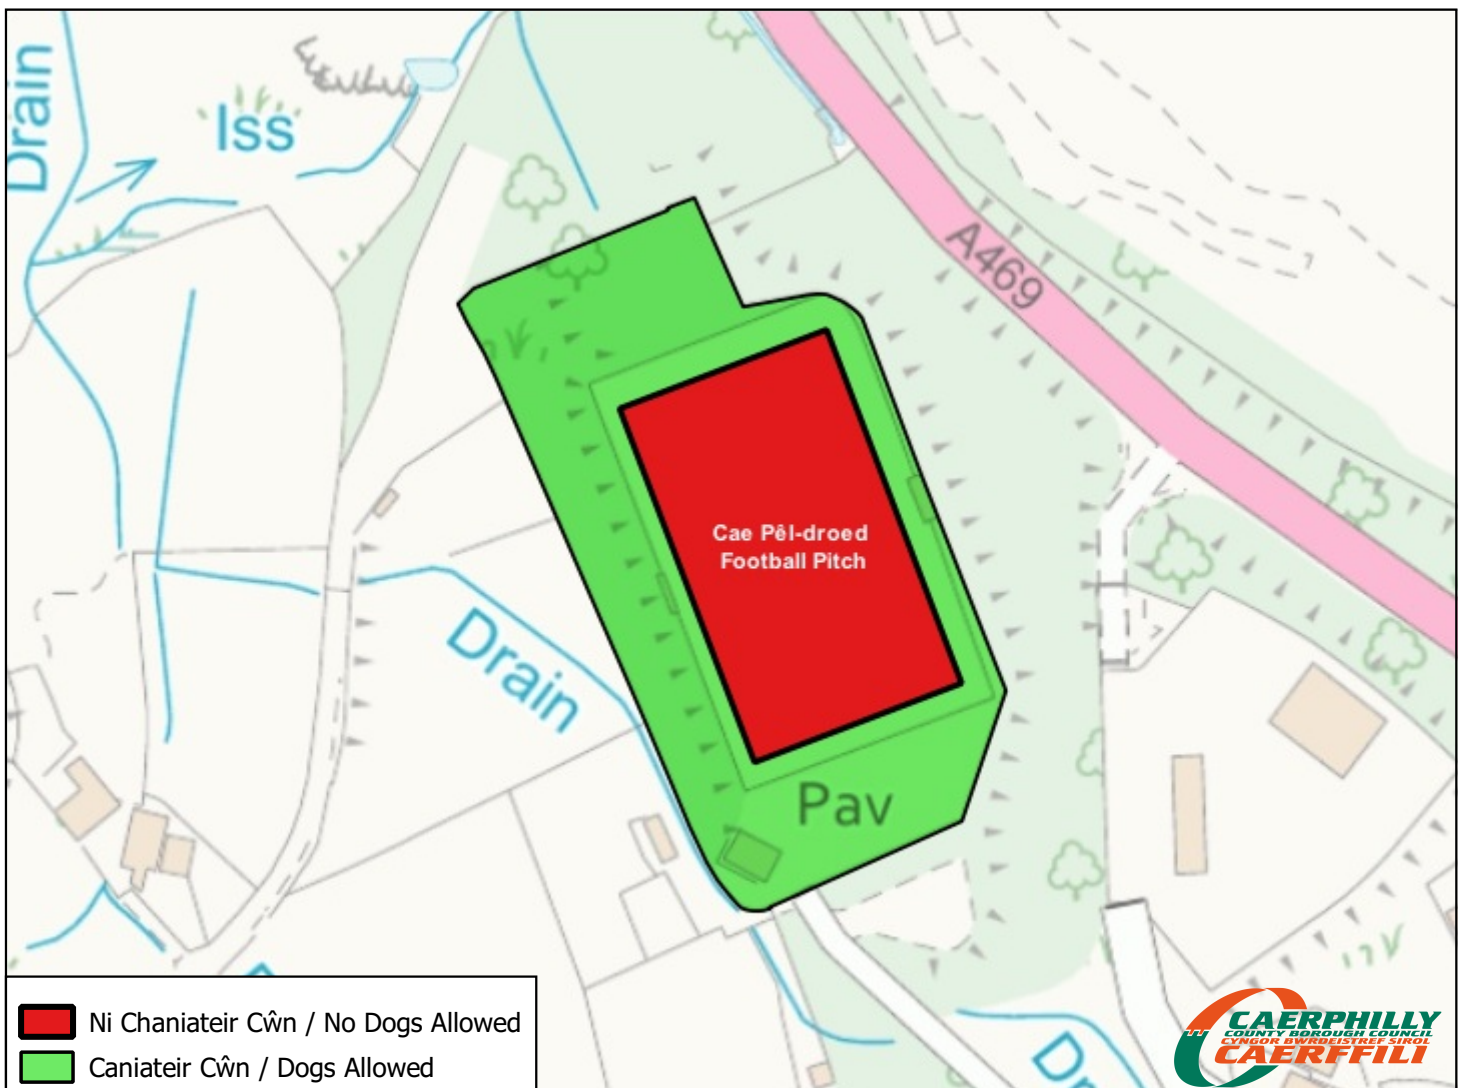 Drain
Iss
A469
Cae Pêl-droed
Football Pitch
Drain
Pav
Ni Chaniateir Cŵn / No Dogs Allowed
Caniateir Cŵn / Dogs Allowed
Dr
CAERPHILLY
COUNTY BOROUGH COUNCIL
CYNGOR BWRDEISTREF SIROL
CAERFFILI